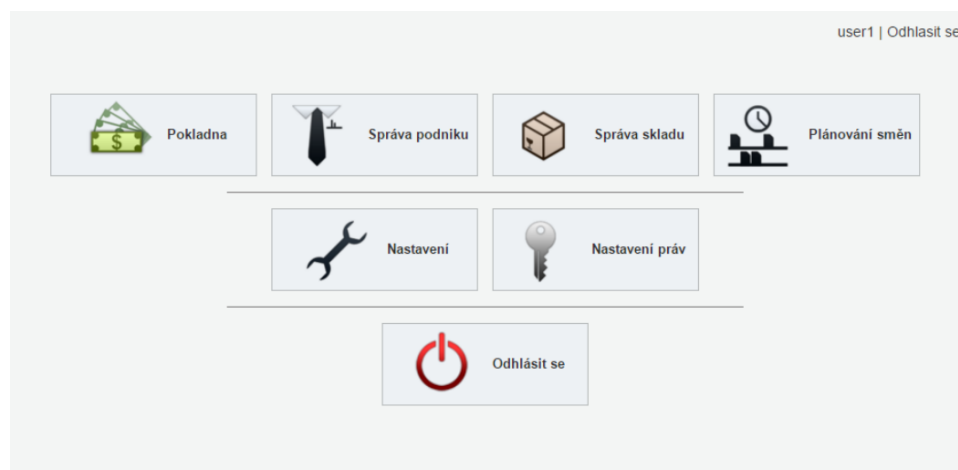 user1 | Odhlasit se
Pokladna
Správa podniku
Správa skladu
Plánování směn
Nastavení
Nastavení práv
Odhlásit se